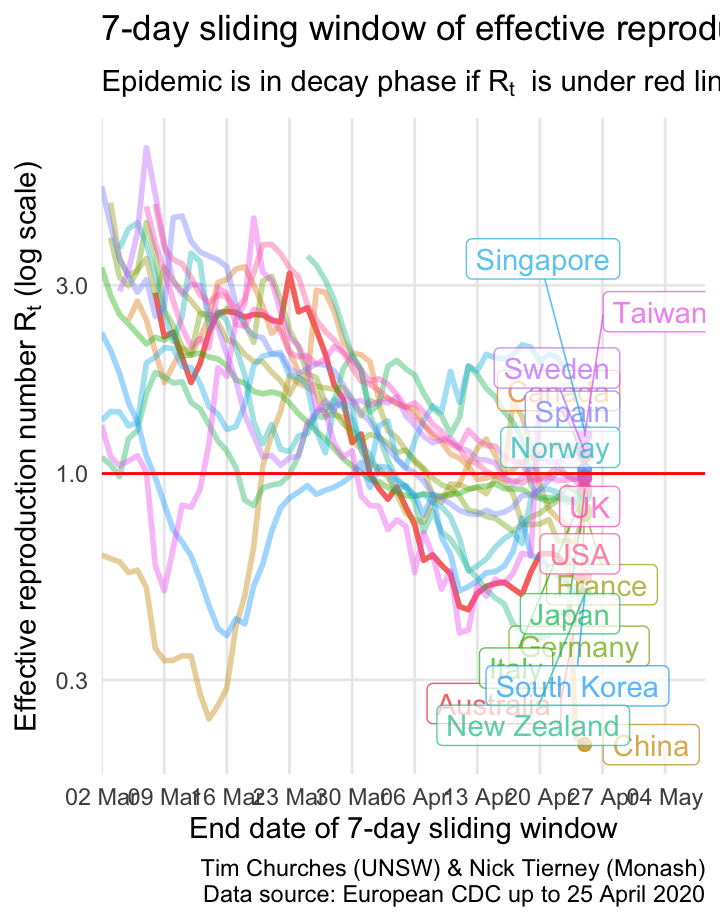 7-day sliding window of effective reprodu
Epidemic is in decay phase if Rt is under red lin
Effective reproduction number Rt (log scale)
3.0
1.0
0.3
Singapore
Taiwan
Sweden
Canada
Spain
Norway
UK
USA
France
Japan
Germany
Italy
South Korea
Australia
New Zealand
China
02 Mar
09 Mar
16 Mar
23 Mar
30 Mar
06 Apr
13 Apr
20 Apr
27 Apr
04 May
End date of 7-day sliding window
Tim Churches (UNSW) & Nick Tierney (Monash)
Data source: European CDC up to 25 April 2020